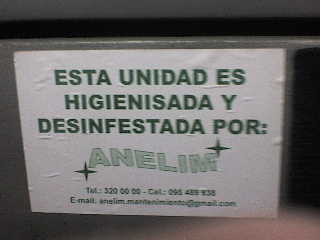 ESTA UNIDAD ES
HIGIENISADA Y
DESINFESTADA POR:
ANELIM
Tel.: 320 00 00 - Cel.: 095 489 838
E-mail: anelim.mantenimiento@gmail.com